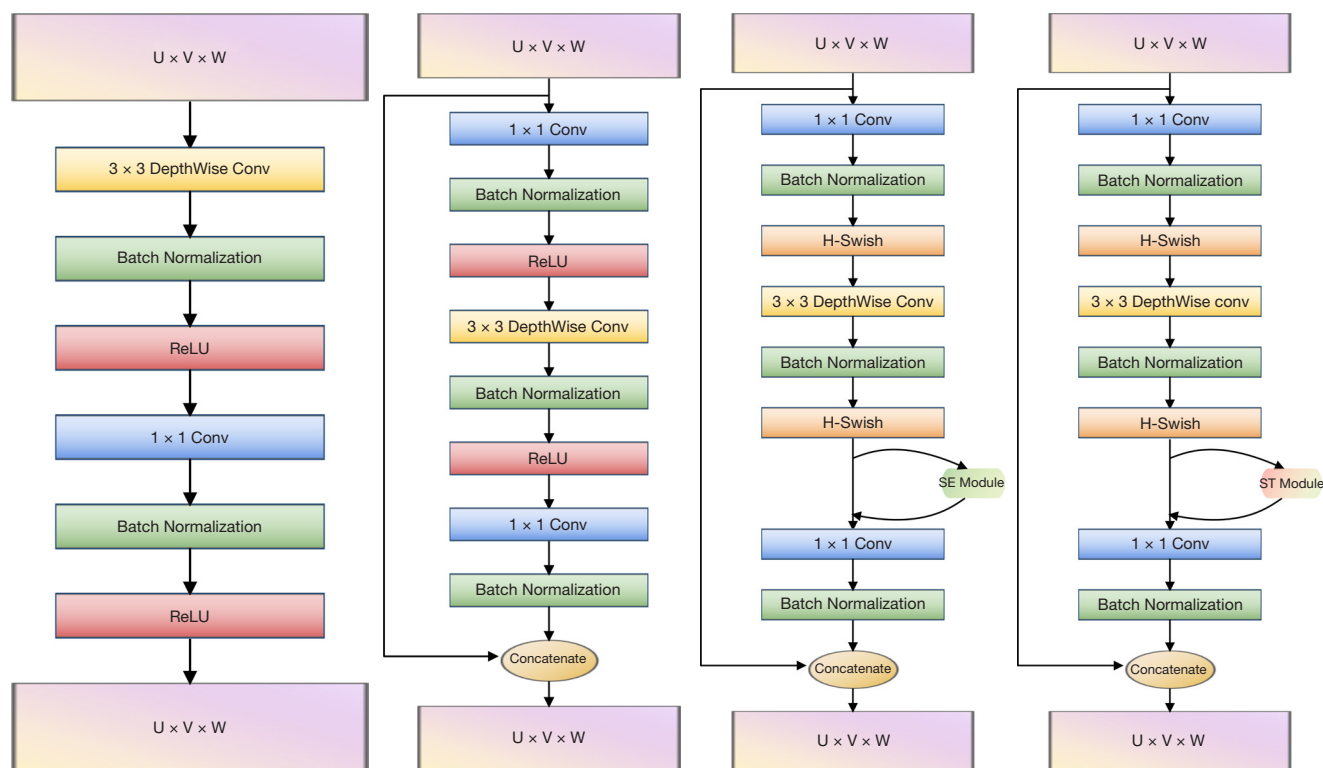 U × V × W
3 × 3 DepthWise Conv
Batch Normalization
ReLU
1 × 1 Conv
Batch Normalization
ReLU
U × V × W
U × V × W
1 × 1 Conv
Batch Normalization
ReLU
3 × 3 DepthWise Conv
Batch Normalization
ReLU
1 × 1 Conv
Batch Normalization
Concatenate
U × V × W
U × V × W
1 × 1 Conv
Batch Normalization
H-Swish
3 × 3 DepthWise Conv
Batch Normalization
H-Swish
SE Module
1 × 1 Conv
Batch Normalization
Concatenate
U × V × W
U × V × W
1 × 1 Conv
Batch Normalization
H-Swish
3 × 3 DepthWise conv
Batch Normalization
H-Swish
ST Module
1 × 1 Conv
Batch Normalization
Concatenate
U × V × W